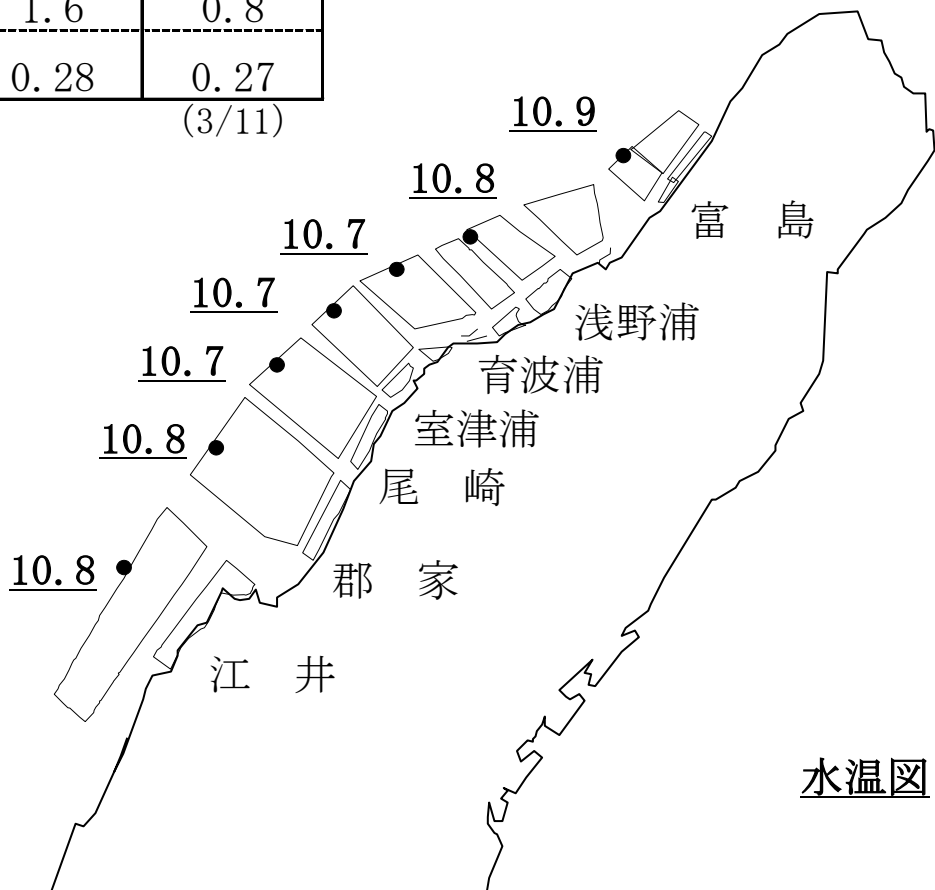 1.6 0.8
0.28 0.27
(3/11)
10.9
10.8
富 島
10.7
10.7
浅野浦
10.7
育波浦
10.8
室津浦
尾 崎
10.8
郡 家
江 井
水温図